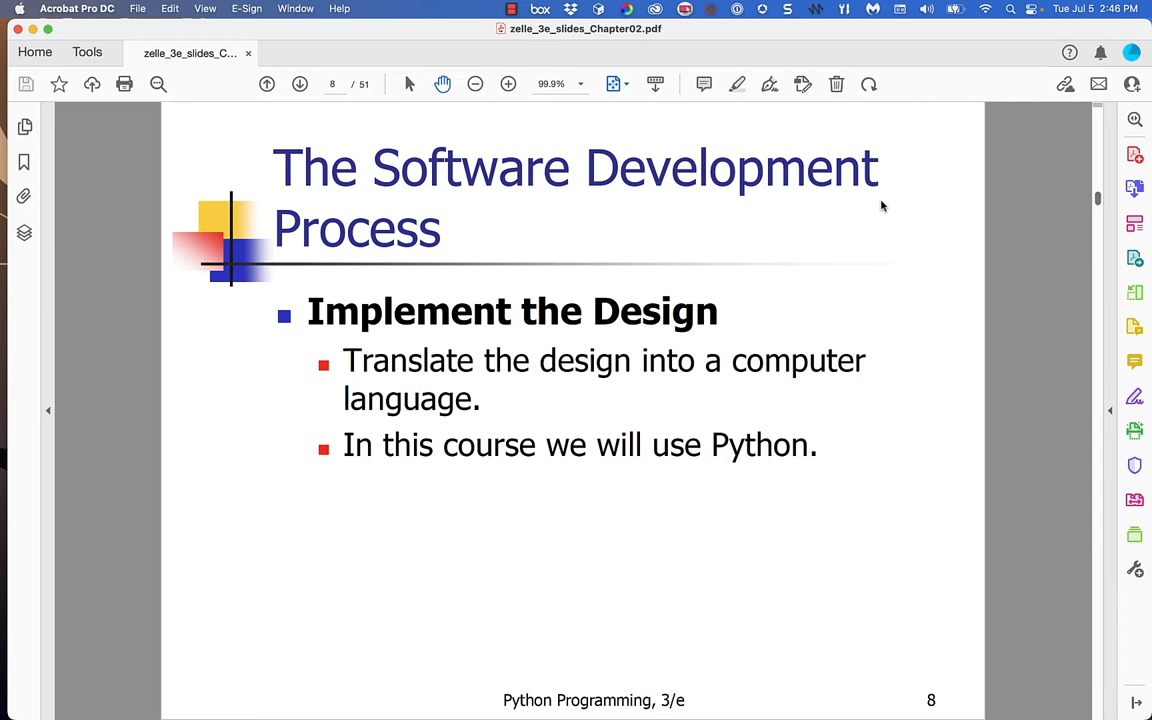 Acrobat Pro DC File Edit View E-Sign Window Help box Tue Jul 5 2:46 PM
zelle_3e_slides_Chapter02.pdf
Home Tools zelle_3e_slides_C... ×
8 / 51 99.9%
The Software Development
Process
Implement the Design
Translate the design into a computer
language.
In this course we will use Python.
Python Programming, 3/e 8